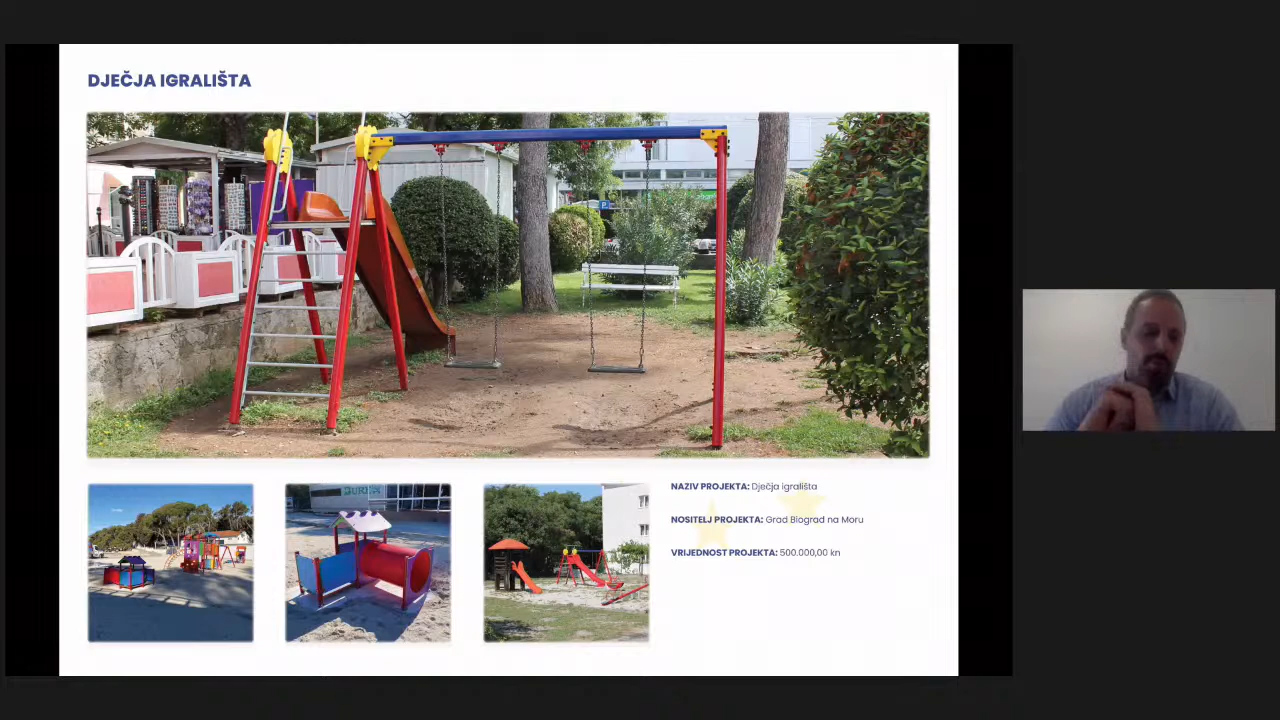 DJEČJA IGRALIŠTA
NAZIV PROJEKTA: Dječja igrališta
NOSITELJ PROJEKTA: Grad Biograd na Moru
VRIJEDNOST PROJEKTA: 500.000,00 kn